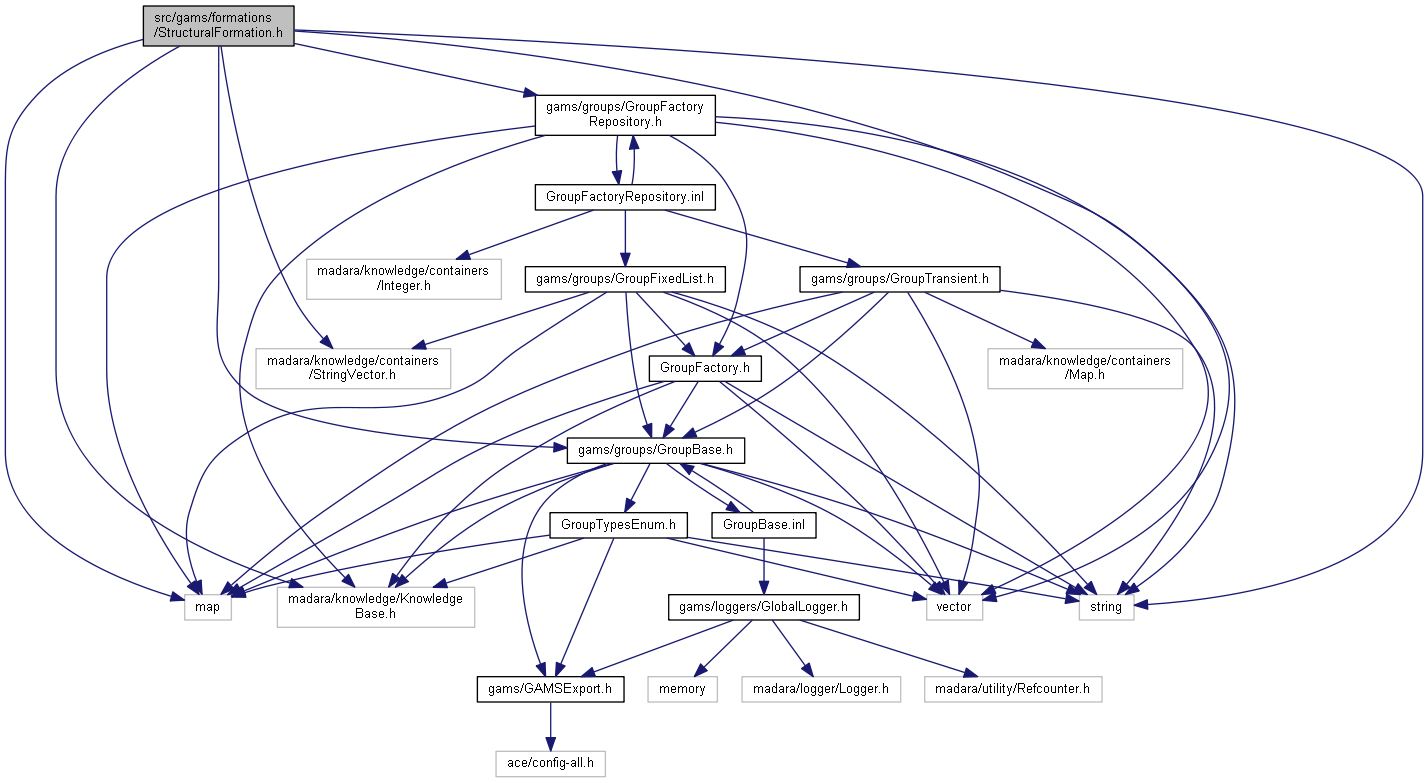 src/gams/formations
/StructuralFormation.h
gams/groups/GroupFactory
Repository.h
GroupFactoryRepository.inl
madara/knowledge/containers
/Integer.h
gams/groups/GroupFixedList.h
gams/groups/GroupTransient.h
madara/knowledge/containers
/StringVector.h
GroupFactory.h
madara/knowledge/containers
/Map.h
gams/groups/GroupBase.h
GroupTypesEnum.h
GroupBase.inl
map
madara/knowledge/Knowledge
Base.h
gams/loggers/GlobalLogger.h
vector
string
gams/GAMSExport.h
memory
madara/logger/Logger.h
madara/utility/Refcounter.h
ace/config-all.h